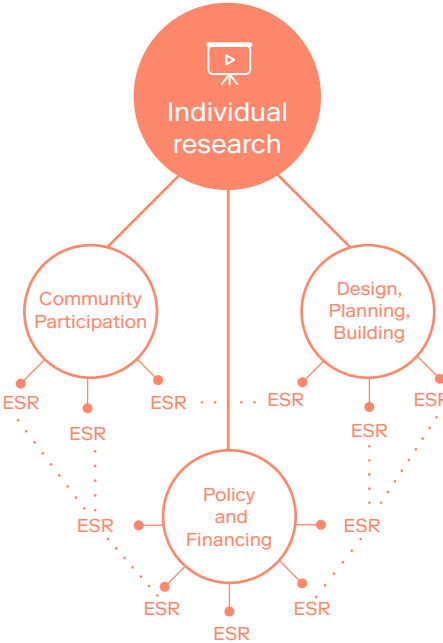 Individual
research
Community
Participation
Design,
Planning,
Building
ESR
ESR
ESR
ESR
ESR
ESR
Policy
and
Financing
ESR
ESR
ESR
ESR
ESR